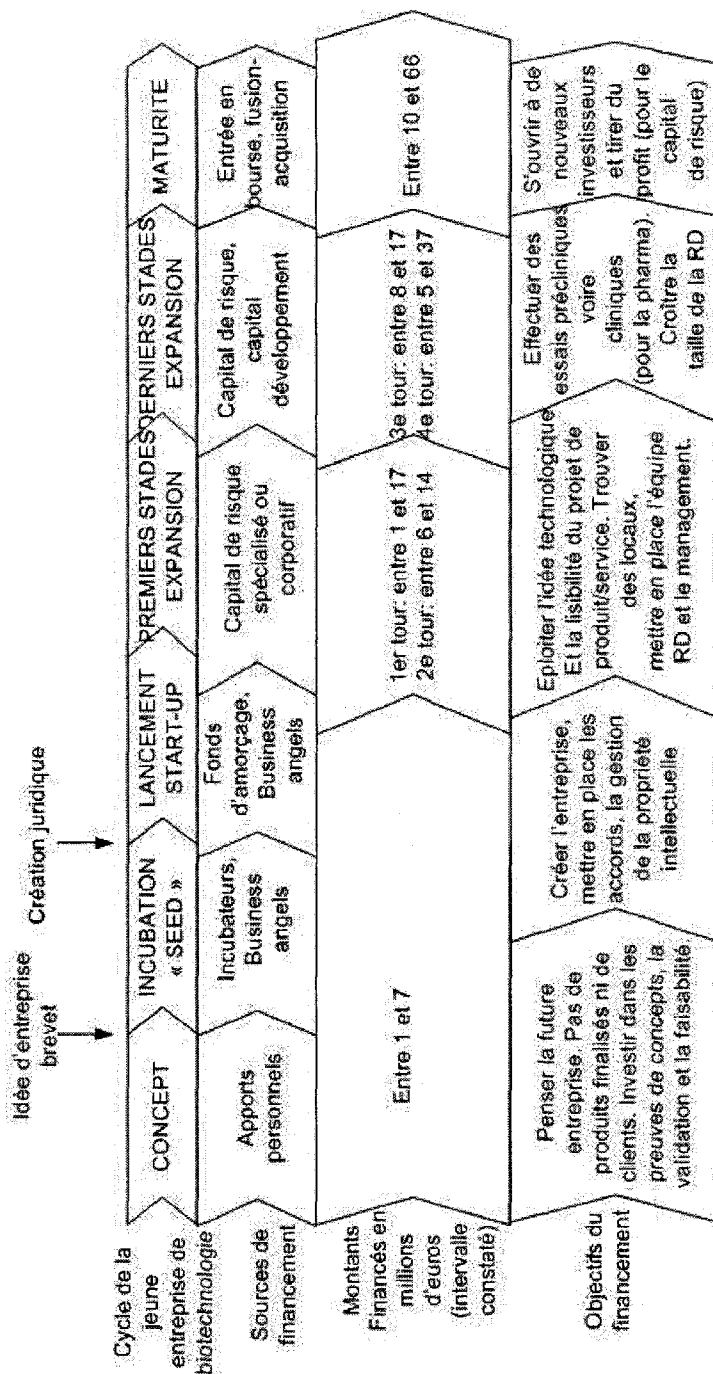 Idée d'entreprise
brevet
Création juridique
Cycle de la
jeune
entreprise de
biotechnologie
CONCEPT
INCUBATION
« SEED »
LANCEMENT
START-UP
PREMIERS STADES
EXPANSION
DERNIERS STADES
EXPANSION
MATURITE
Sources de
financement
Apports
personnels
Incubateurs,
Business
angels
Fonds
d'amorçage,
Business
angels
Capital de risque
spécialisé ou
corporatif
Capital de risque,
capital
développement
Entrée en
bourse, fusion-
acquisition
Montants
Financés en
millions
d'euros
(intervalle
constaté)
Entre 1 et 7
1er tour: entre 1 et 17
2e tour: entre 6 et 14
3e tour: entre 8 et 17
4e tour: entre 5 et 37
Entre 10 et 66
Objectifs du
financement
Penser la future
entreprise. Pas de
produits finalisés ni de
clients. Investir dans les
preuves de concepts, la
validation et la faisabilité
Créer l'entreprise,
mettre en place les
accords, la gestion
de la propriété
intellectuelle
Eploiter l'idée technologique
Et la lisibilité du projet de
produit/service. Trouver
des locaux,
mettre en place l'équipe
RD et le management.
Effectuer des
essais précliniques
voire
cliniques
(pour la pharma).
Croître la
taille de la RD
S'ouvrir à de
nouveaux
investisseurs
et tirer du
profit (pour le
capital
de risque)